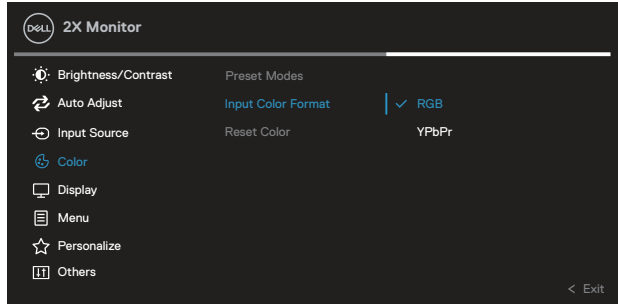 DELL 2X Monitor
Brightness/Contrast Preset Modes
Auto Adjust Input Color Format RGB
Input Source Reset Color YPbPr
Color
Display
Menu
Personalize
Others
< Exit